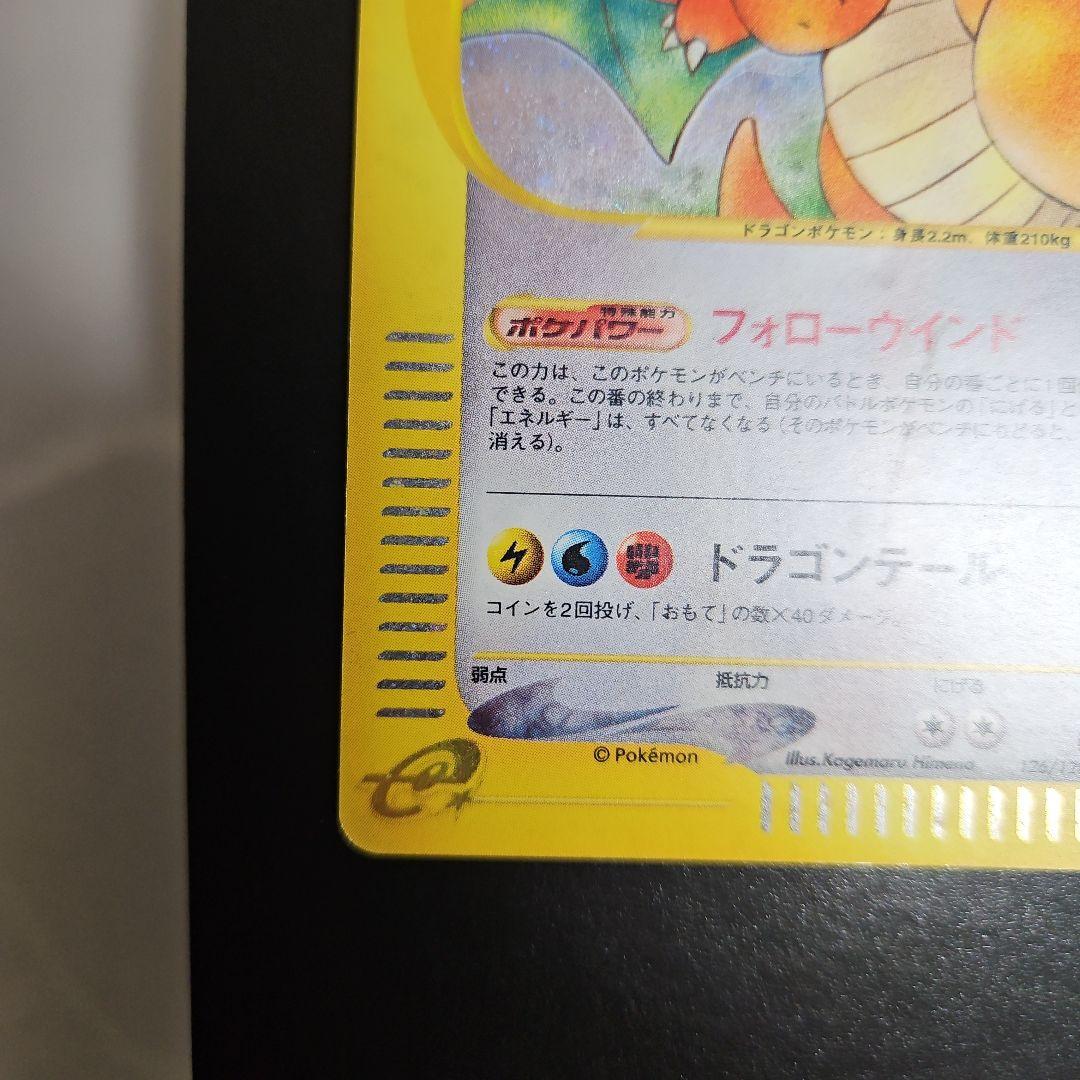 ドラゴンポケモン：身長2.2m、体重210kg
特殊能力
ポケパワー フォローウインド
この力は、このポケモンがベンチにいるとき、自分の番ごとに1回
できる。この番の終わりまで、自分のバトルポケモンの「にげる」と
「エネルギー」は、すべてなくなる(そのポケモンがベンチにもどると、
消える)。
ドラゴンテール
コインを2回投げ、「おもて」の数×40ダメージ。
弱点 抵抗力 にげる
© Pokémon illus.Kagemaru Himeno
e